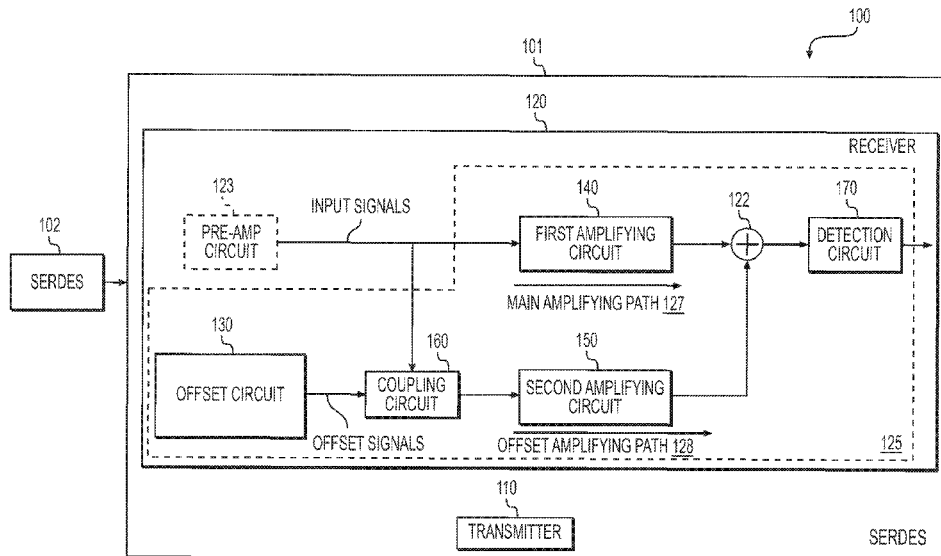 100
101
120
RECEIVER
123
PRE-AMP
CIRCUIT
INPUT SIGNALS
140
FIRST AMPLIFYING
CIRCUIT
122
170
DETECTION
CIRCUIT
102
SERDES
MAIN AMPLIFYING PATH 127
130
OFFSET CIRCUIT
160
COUPLING
CIRCUIT
150
SECOND AMPLIFYING
CIRCUIT
OFFSET SIGNALS
OFFSET AMPLIFYING PATH 128
125
110
TRANSMITTER
SERDES